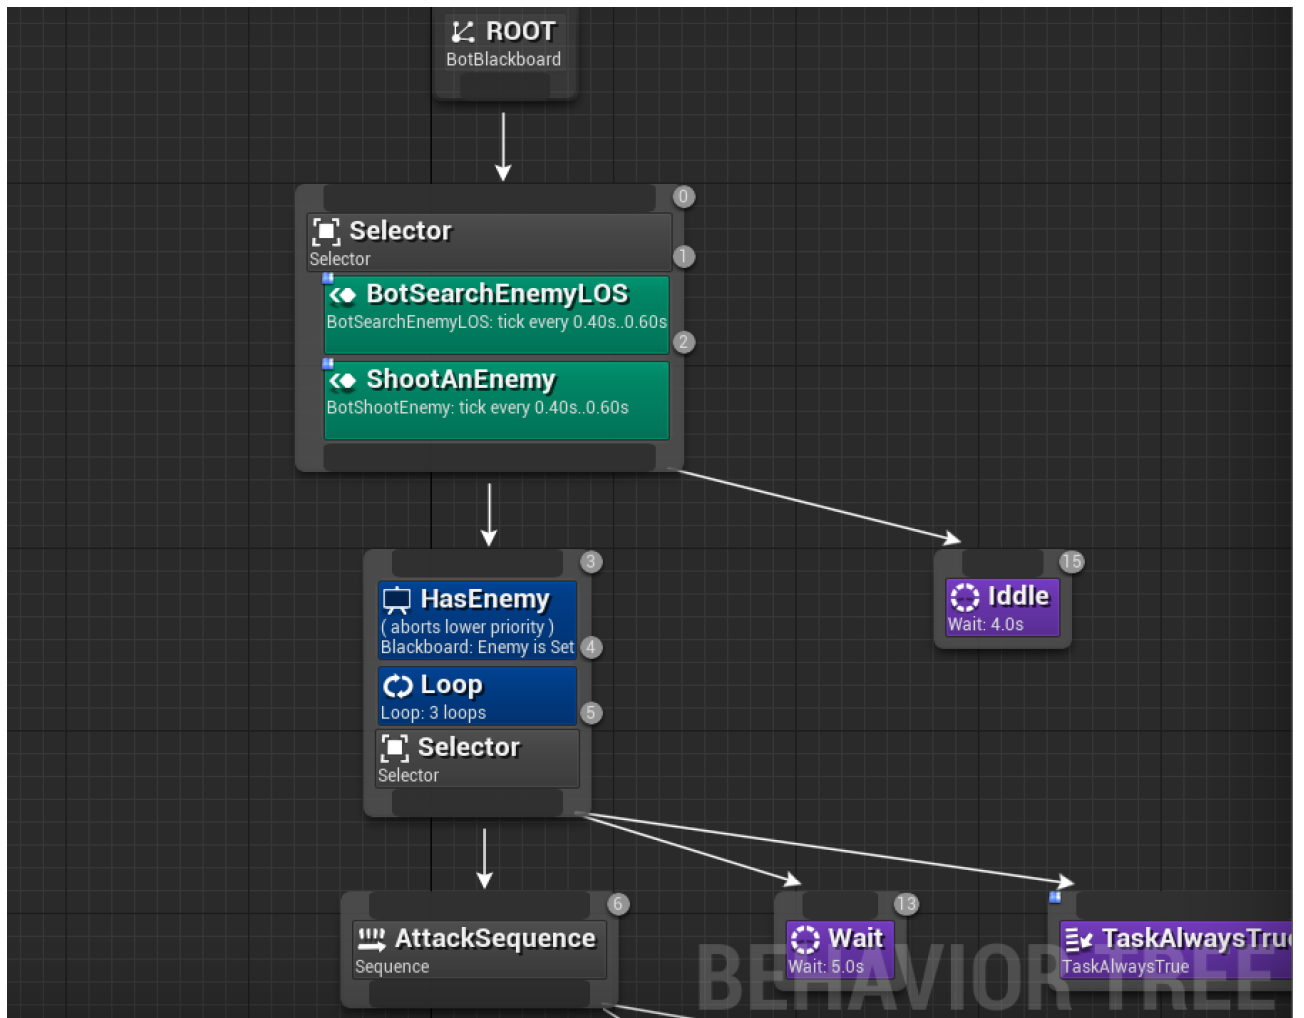 ROOT
BotBlackboard
0
Selector
Selector
1
BotSearchEnemyLOS
BotSearchEnemyLOS: tick every 0.40s..0.60s
2
ShootAnEnemy
BotShootEnemy: tick every 0.40s..0.60s
3
HasEnemy
( aborts lower priority )
Blackboard: Enemy is Set
4
Loop
Loop: 3 loops
5
Selector
Selector
15
Iddle
Wait: 4.0s
6
AttackSequence
Sequence
13
Wait
Wait: 5.0s
TaskAlwaysTru
TaskAlwaysTrue
BEHAVIOR TREE